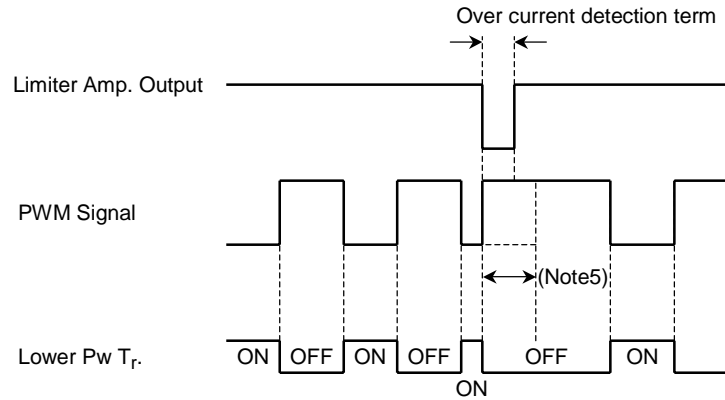 Over current detection term
Limiter Amp. Output
PWM Signal
(Note5)
Lower Pw Tr.
ON OFF ON OFF OFF ON
ON